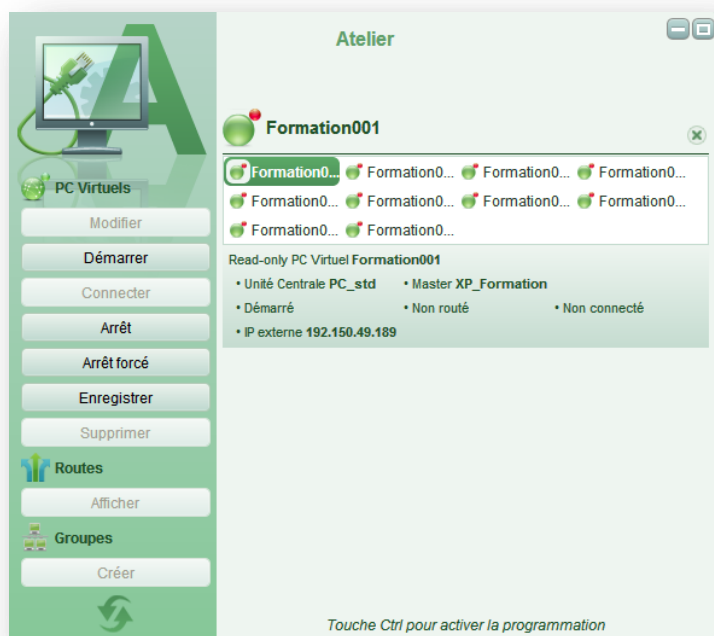 Atelier
Formation001
PC Virtuels
Modifier
Démarrer
Connecter
Arrêt
Arrêt forcé
Enregistrer
Supprimer
Routes
Afficher
Groupes
Créer
Formation0... Formation0... Formation0... Formation0...
Formation0... Formation0... Formation0... Formation0...
Formation0... Formation0...
Read-only PC Virtuel Formation001
• Unité Centrale PC_std • Master XP_Formation
• Démarré • Non routé • Non connecté
• IP externe 192.150.49.189
Touche Ctrl pour activer la programmation